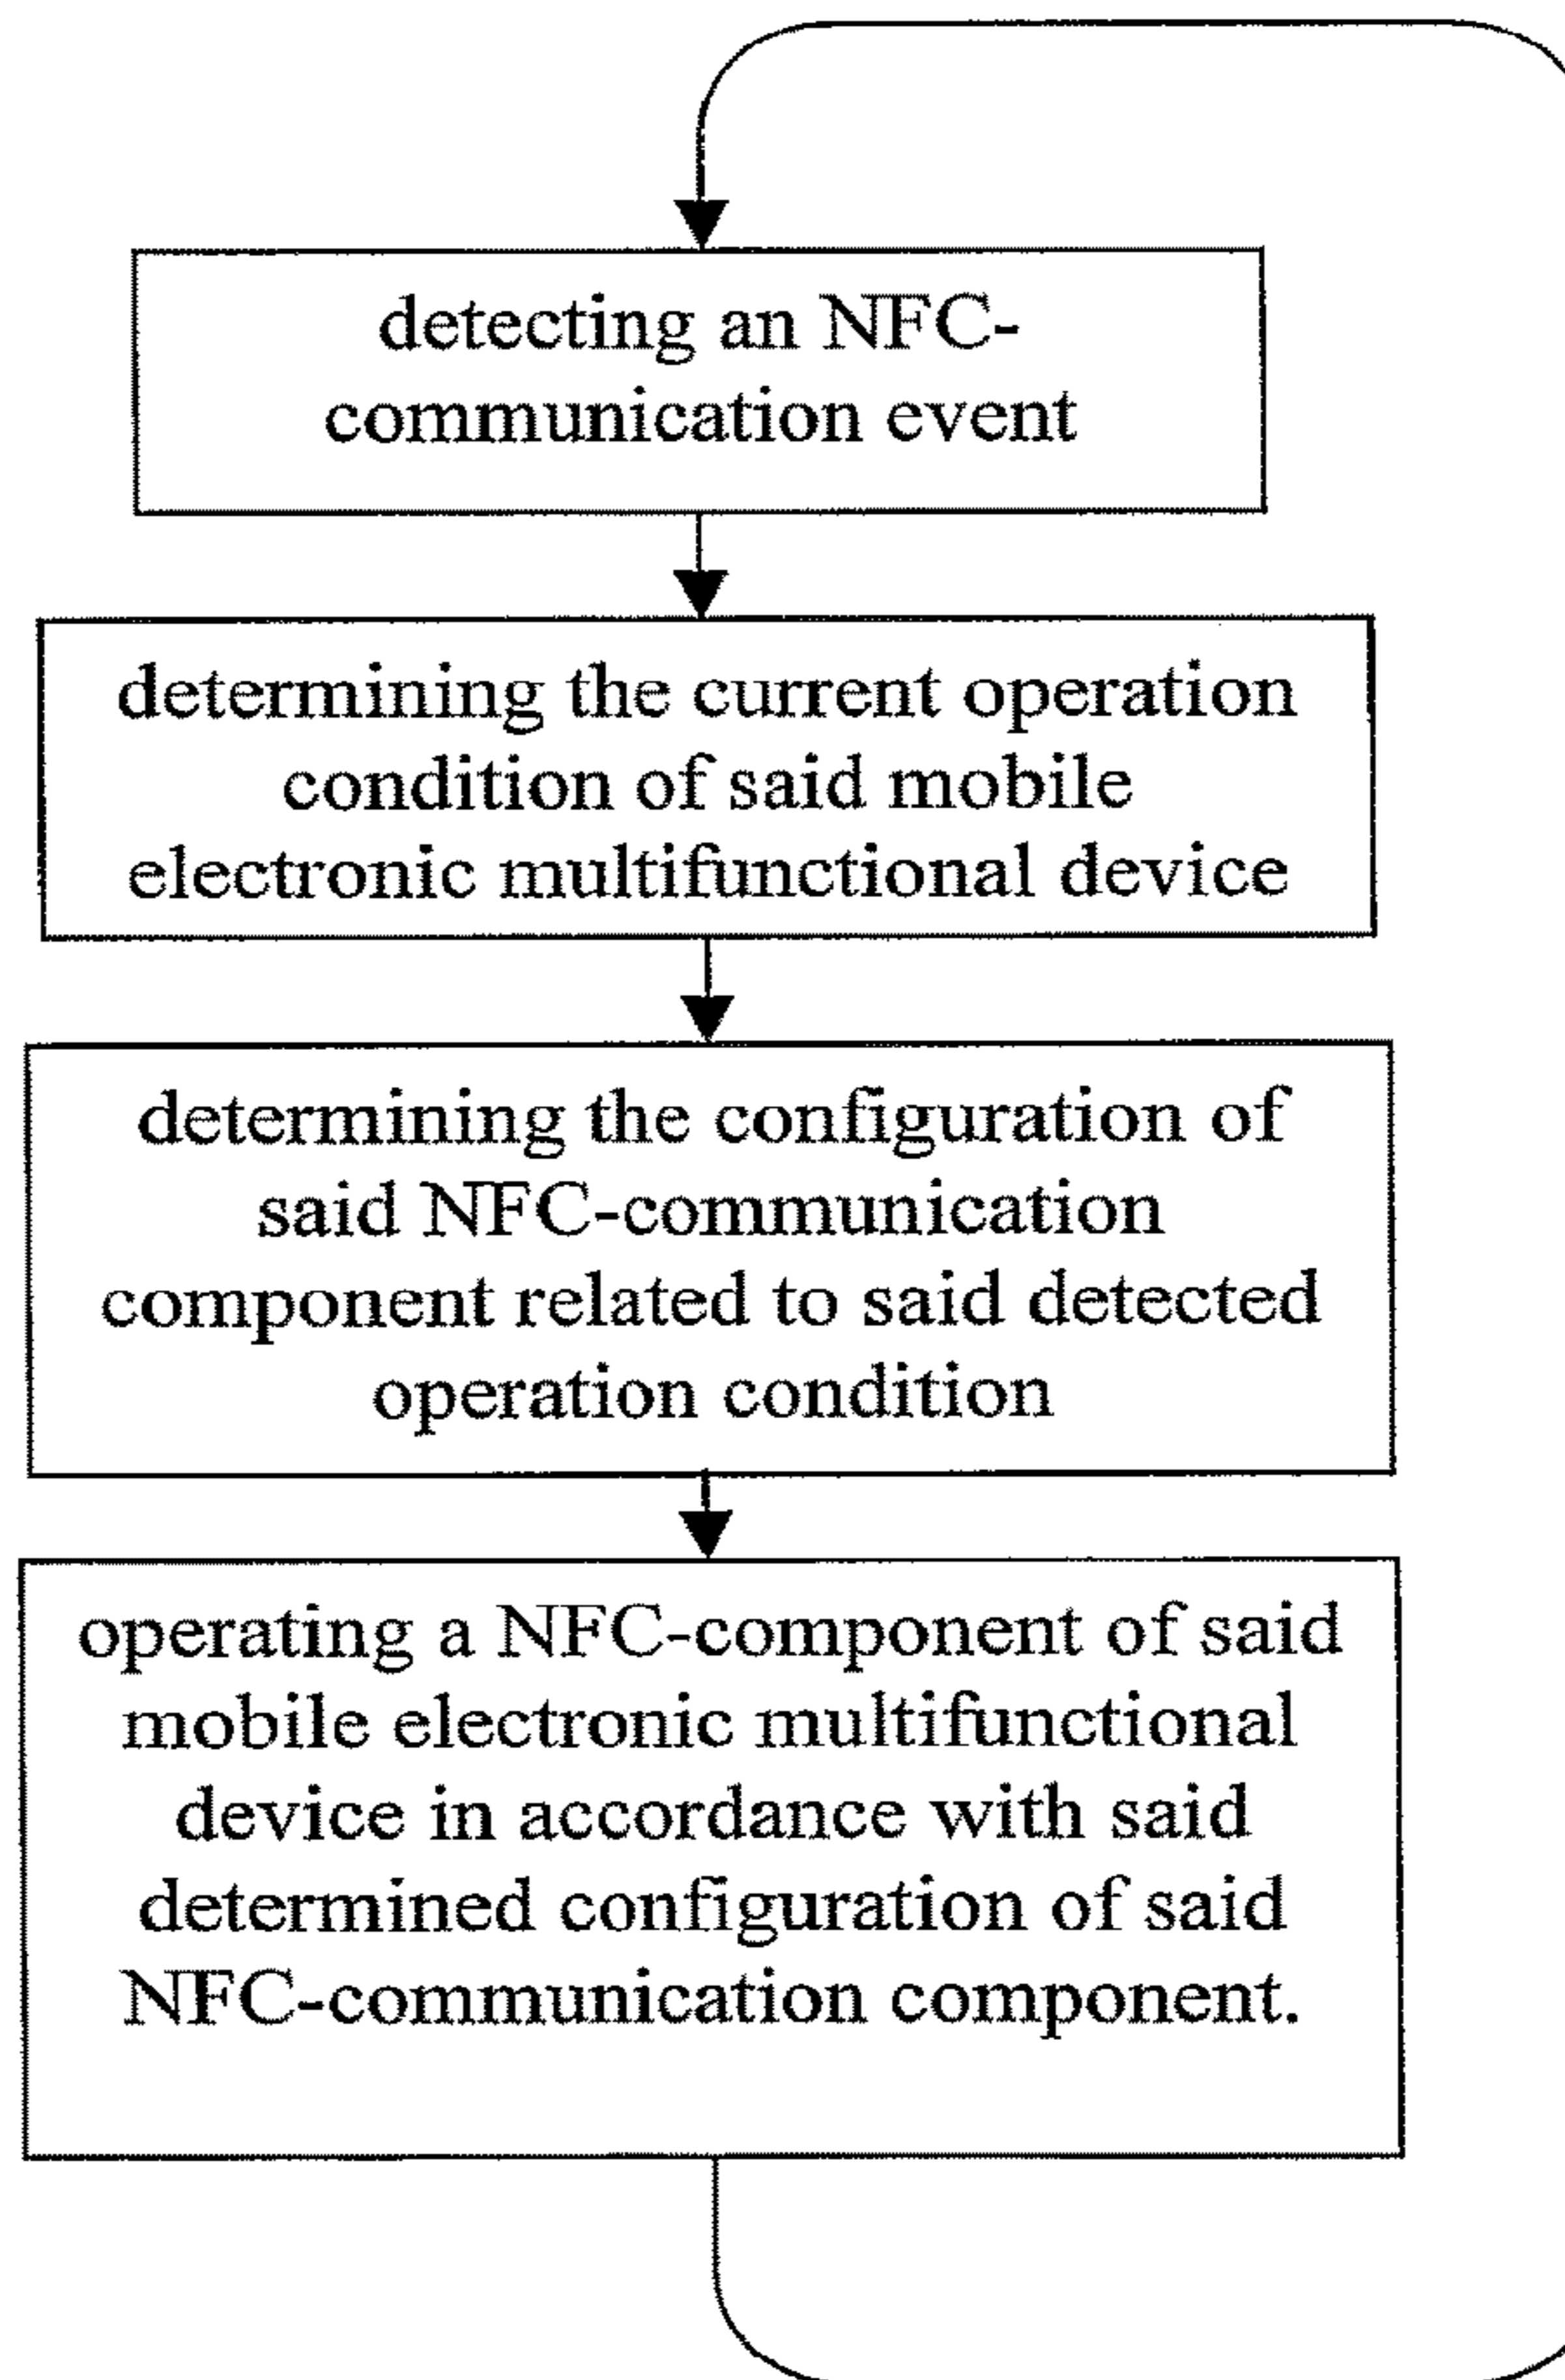 detecting an NFC-
communication event
determining the current operation
condition of said mobile
electronic multifunctional device
determining the configuration of
said NFC-communication
component related to said detected
operation condition
operating a NFC-component of said
mobile electronic multifunctional
device in accordance with said
determined configuration of said
NFC-communication component.